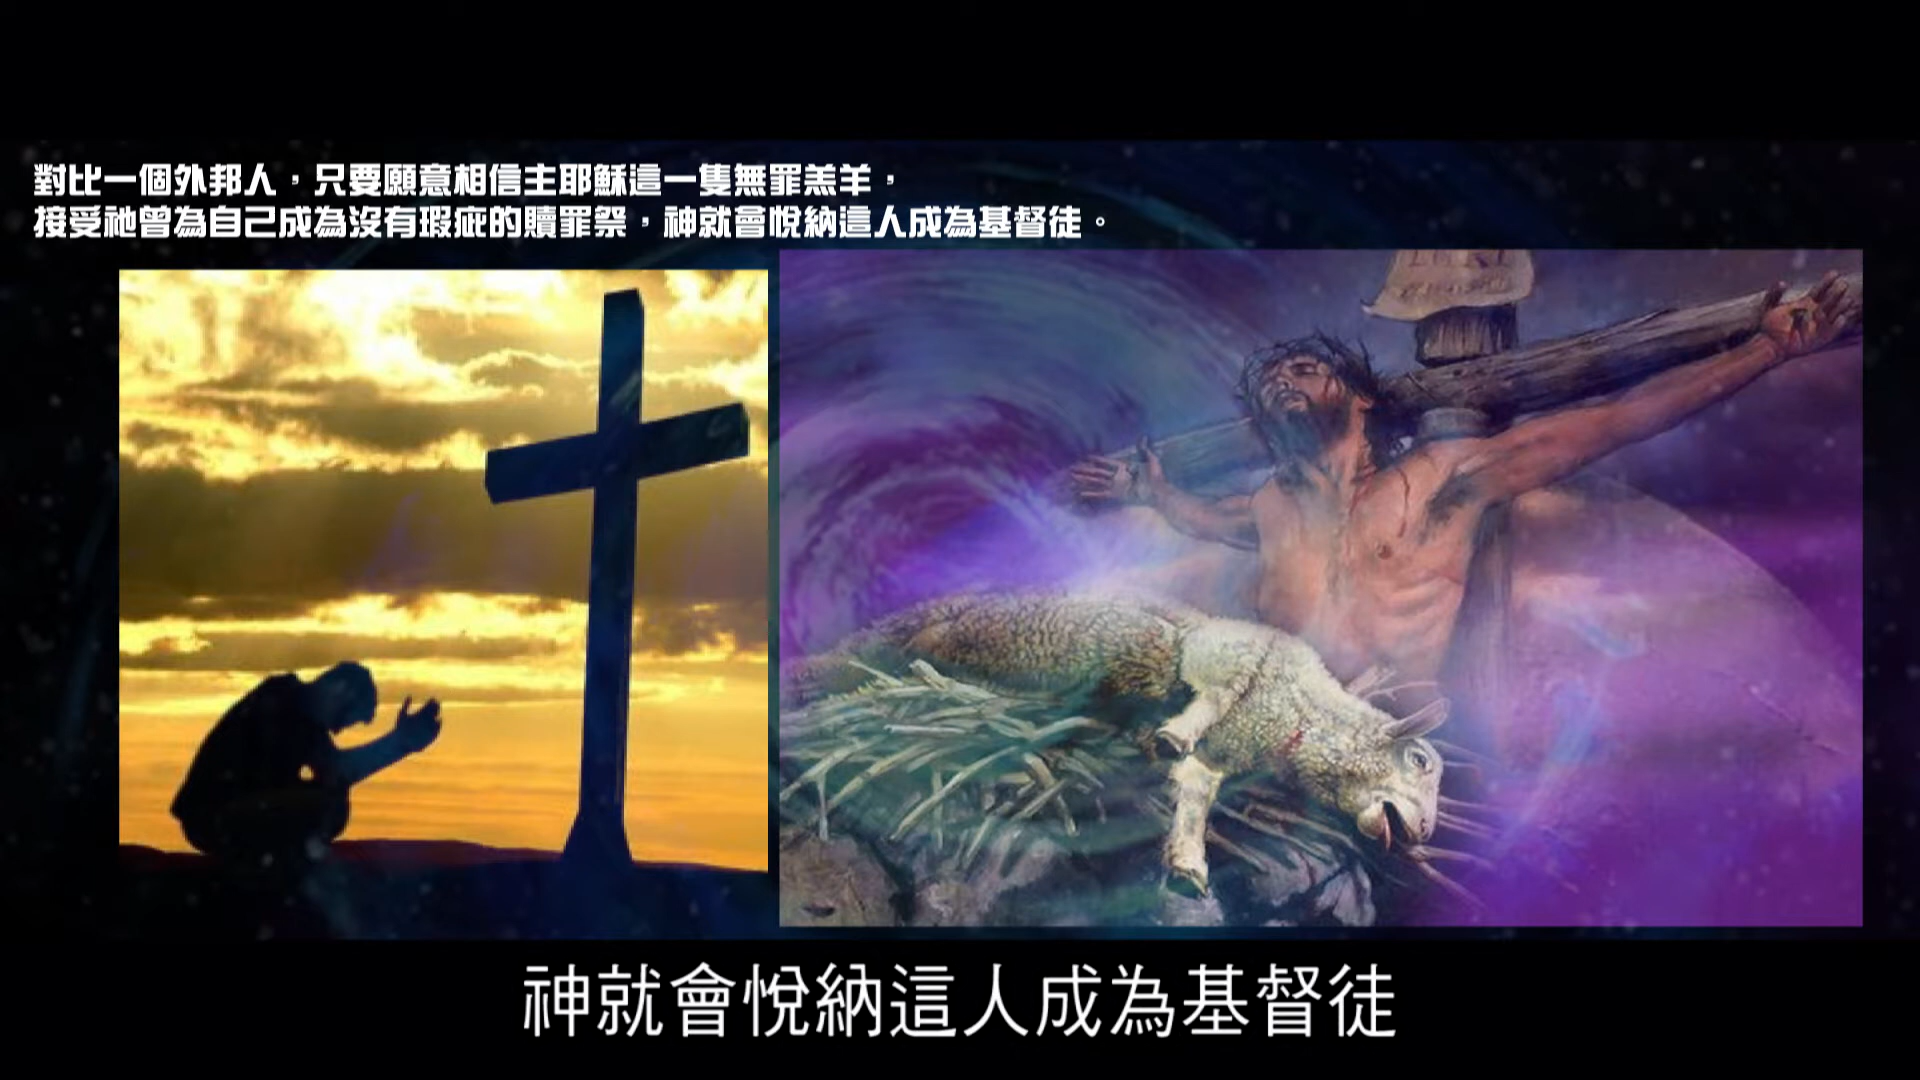 對比一個外邦人，只要願意相信主耶穌這一隻無罪羔羊，
接受祂曾為自己成為沒有瑕疵的贖罪祭，神就會悅納這人成為基督徒。
神就會悅納這人成為基督徒